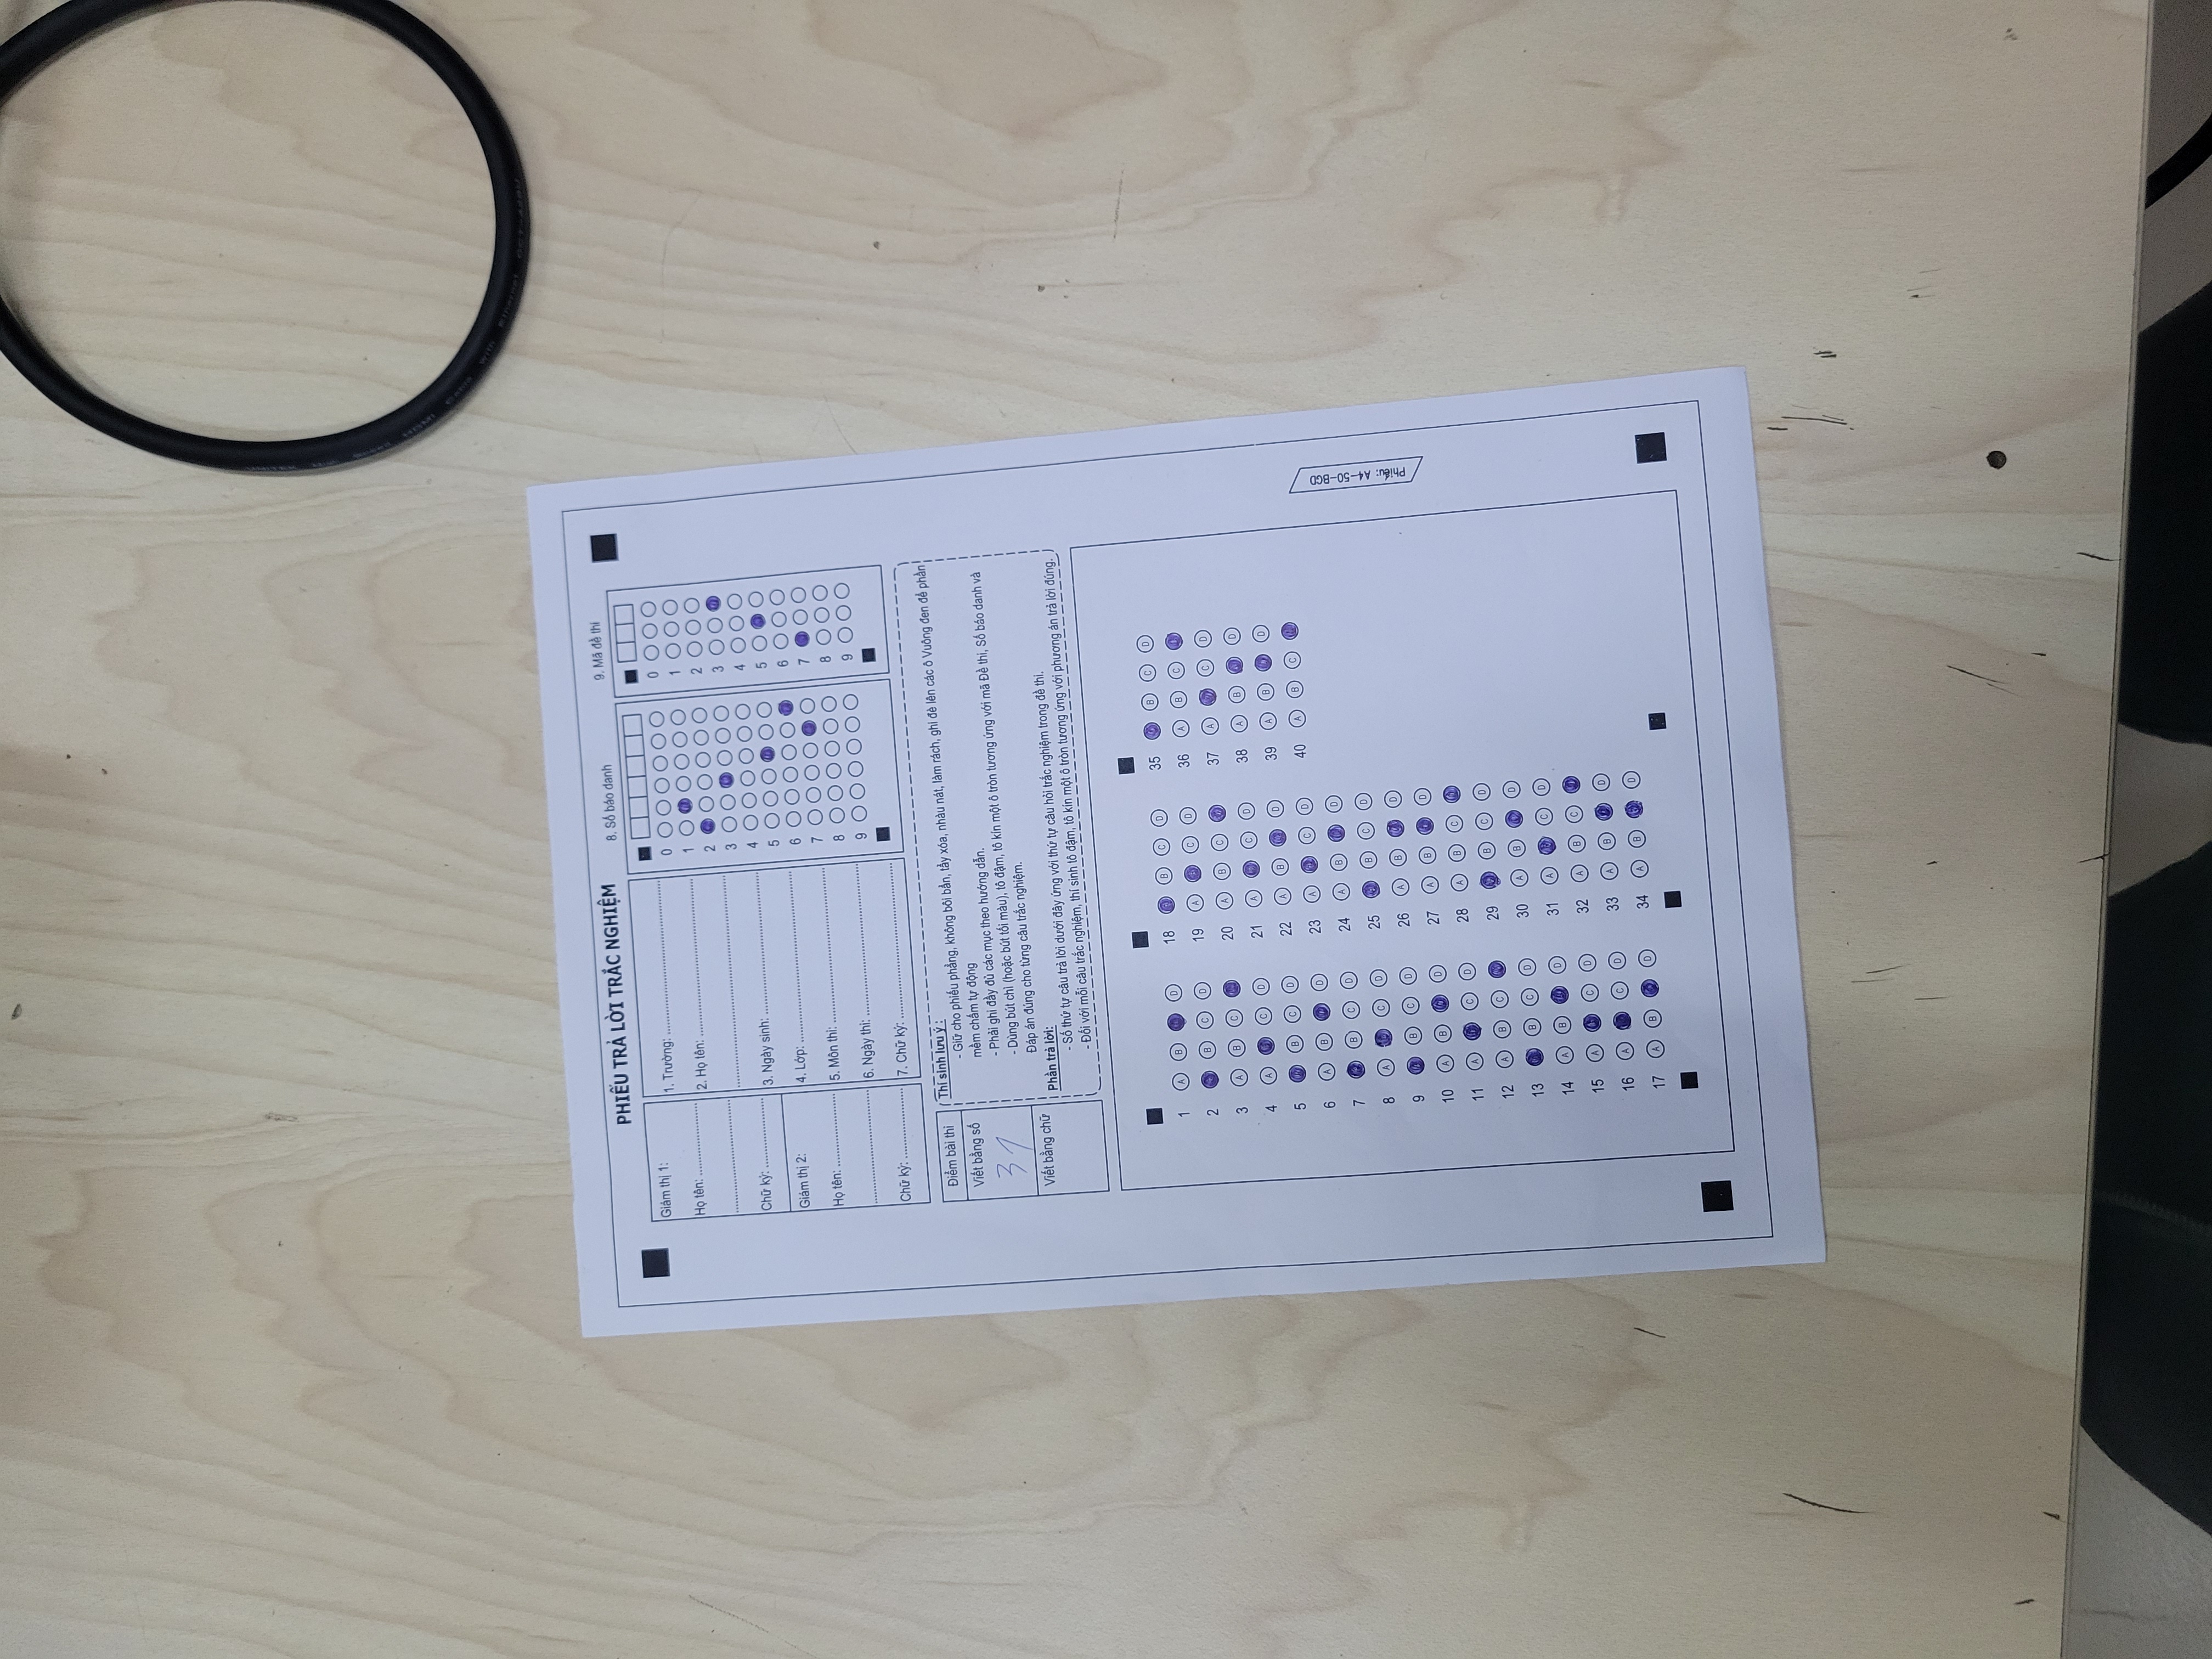 PHIẾU TRẢ LỜI TRẮC NGHIỆM
Giám thị 1:
Họ tên: ........................
........................
Chữ ký: ........................
Giám thị 2:
Họ tên: ........................
........................
Chữ ký: ........................
1. Trường: ........................
2. Họ tên: ........................
........................
3. Ngày sinh: ........................
4. Lớp: ........................
5. Môn thi: ........................
6. Ngày thi: ........................
7. Chữ ký: ........................
8. Số báo danh
0
1
2
3
4
5
6
7
8
9
9. Mã đề thi
0
1
2
3
4
5
6
7
8
9
Điểm bài thi
Viết bằng số
31
Viết bằng chữ
Thí sinh lưu ý :
- Giữ cho phiếu phẳng, không bôi bẩn, tẩy xóa, nhàu nát, làm rách, ghi đè lên các ô Vuông đen để phần
mềm chấm tự động
- Phải ghi đầy đủ các mục theo hướng dẫn.
- Dùng bút chì (hoặc bút tối màu), tô đậm, tô kín một ô tròn tương ứng với mã Đề thi, Số báo danh và
Đáp án đúng cho từng câu trắc nghiệm.
Phần trả lời:
- Số thứ tự câu trả lời dưới đây ứng với thứ tự câu hỏi trắc nghiệm trong đề thi.
- Đối với mỗi câu trắc nghiệm, thí sinh tô đậm, tô kín một ô tròn tương ứng với phương án trả lời đúng.
1 A B D
2 B C D
3 A B C
4 A C D
5 B C D
6 A B D
7 B C D
8 A C D
9 B C D
10 A B D
11 A C D
12 A B C
13 B C D
14 A B D
15 A C D
16 A C D
17 A B D
18 B C D
19 A C D
20 A B C
21 A C D
22 A B D
23 A C D
24 A B D
25 B C D
26 A B D
27 A B D
28 A B C
29 B C D
30 A B D
31 A C D
32 A B C
33 A B D
34 A B D
35 B C D
36 A B C
37 A C D
38 A B D
39 A B D
40 A B C
Phiếu: A4-50-BGD